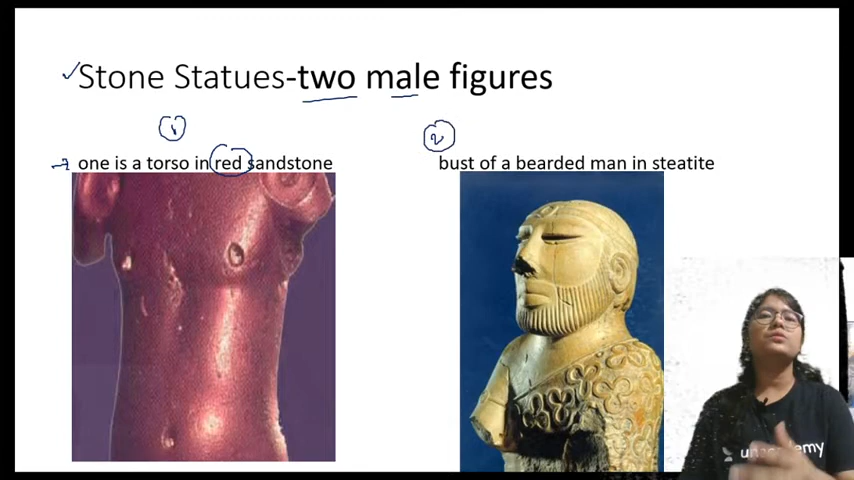 Stone Statues-two male figures
1
2
one is a torso in red sandstone
bust of a bearded man in steatite
unacademy